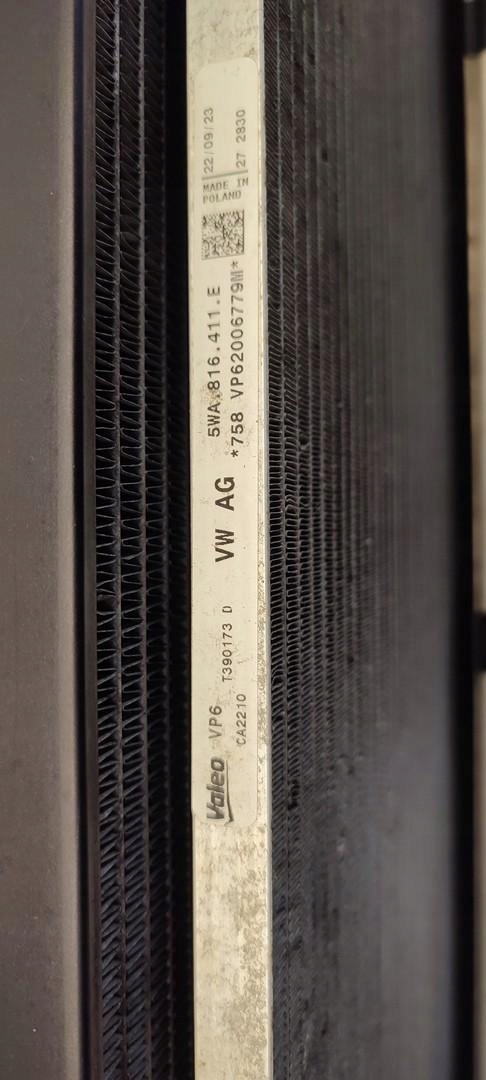 Valeo VP6 T390173 D
CA2210
VW AG
5WA.816.411.E
*758 VP62006779M*
MADE IN
POLAND
22/09/23
27 2830